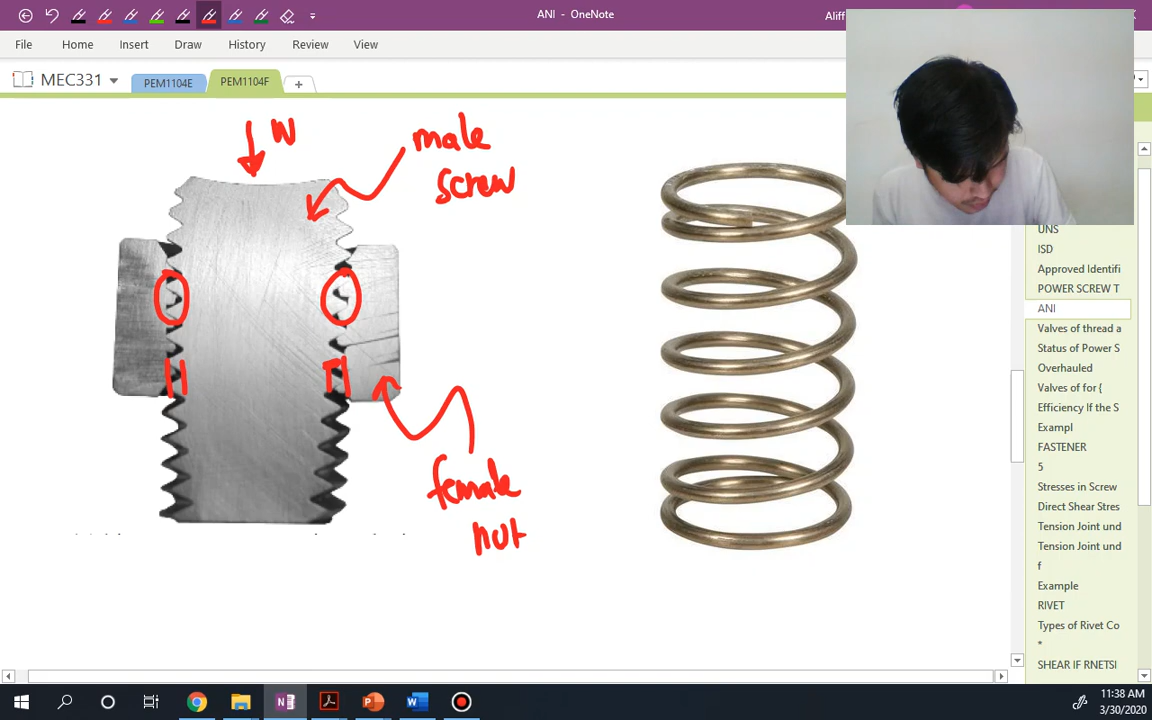 ANI - OneNote
Aliff
File Home Insert Draw History Review View
MEC331 PEM1104E PEM1104F
W
male
screw
female
nut
UNS
ISD
Approved Identifi
POWER SCREW T
ANI
Valves of thread a
Status of Power S
Overhauled
Valves of for {
Efficiency If the S
Exampl
FASTENER
5
Stresses in Screw
Direct Shear Stres
Tension Joint und
Tension Joint und
f
Example
RIVET
Types of Rivet Co
*
SHEAR IF RNETSI
11:38 AM
3/30/2020